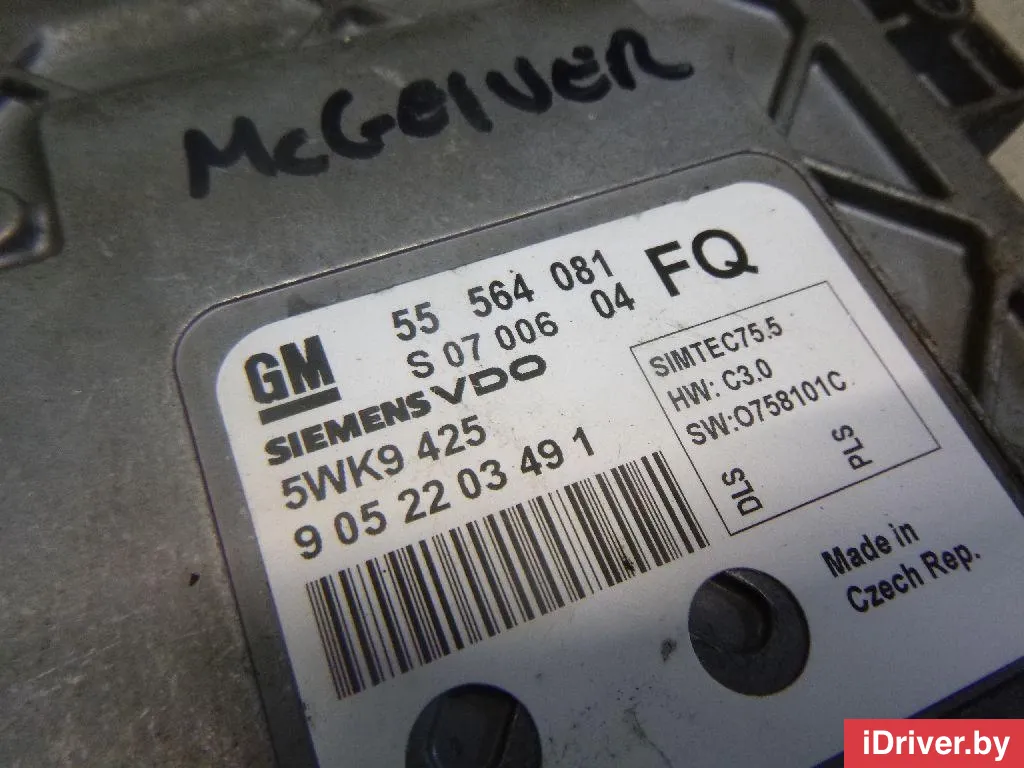 McGEIVER
GM
55 564 081 FQ
S 07 006 04
SIEMENS VDO
5WK9 425
9 05 22 03 49 1
SIMTEC75.5
HW: C3.0
SW:O758101C
DLS PLS
Made in
Czech Rep.
iDriver.by